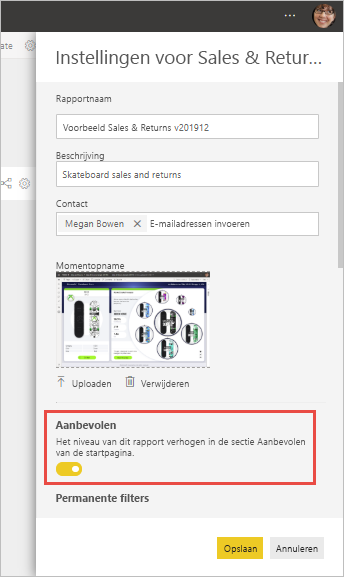 ate
Instellingen voor Sales & Retur...
Rapportnaam
Voorbeeld Sales & Returns v201912
Beschrijving
Skateboard sales and returns
Contact
Megan Bowen
E-mailadressen invoeren
Momentopname
Uploaden
Verwijderen
Aanbevolen
Het niveau van dit rapport verhogen in de sectie Aanbevolen
van de startpagina.
Permanente filters
Opslaan
Annuleren